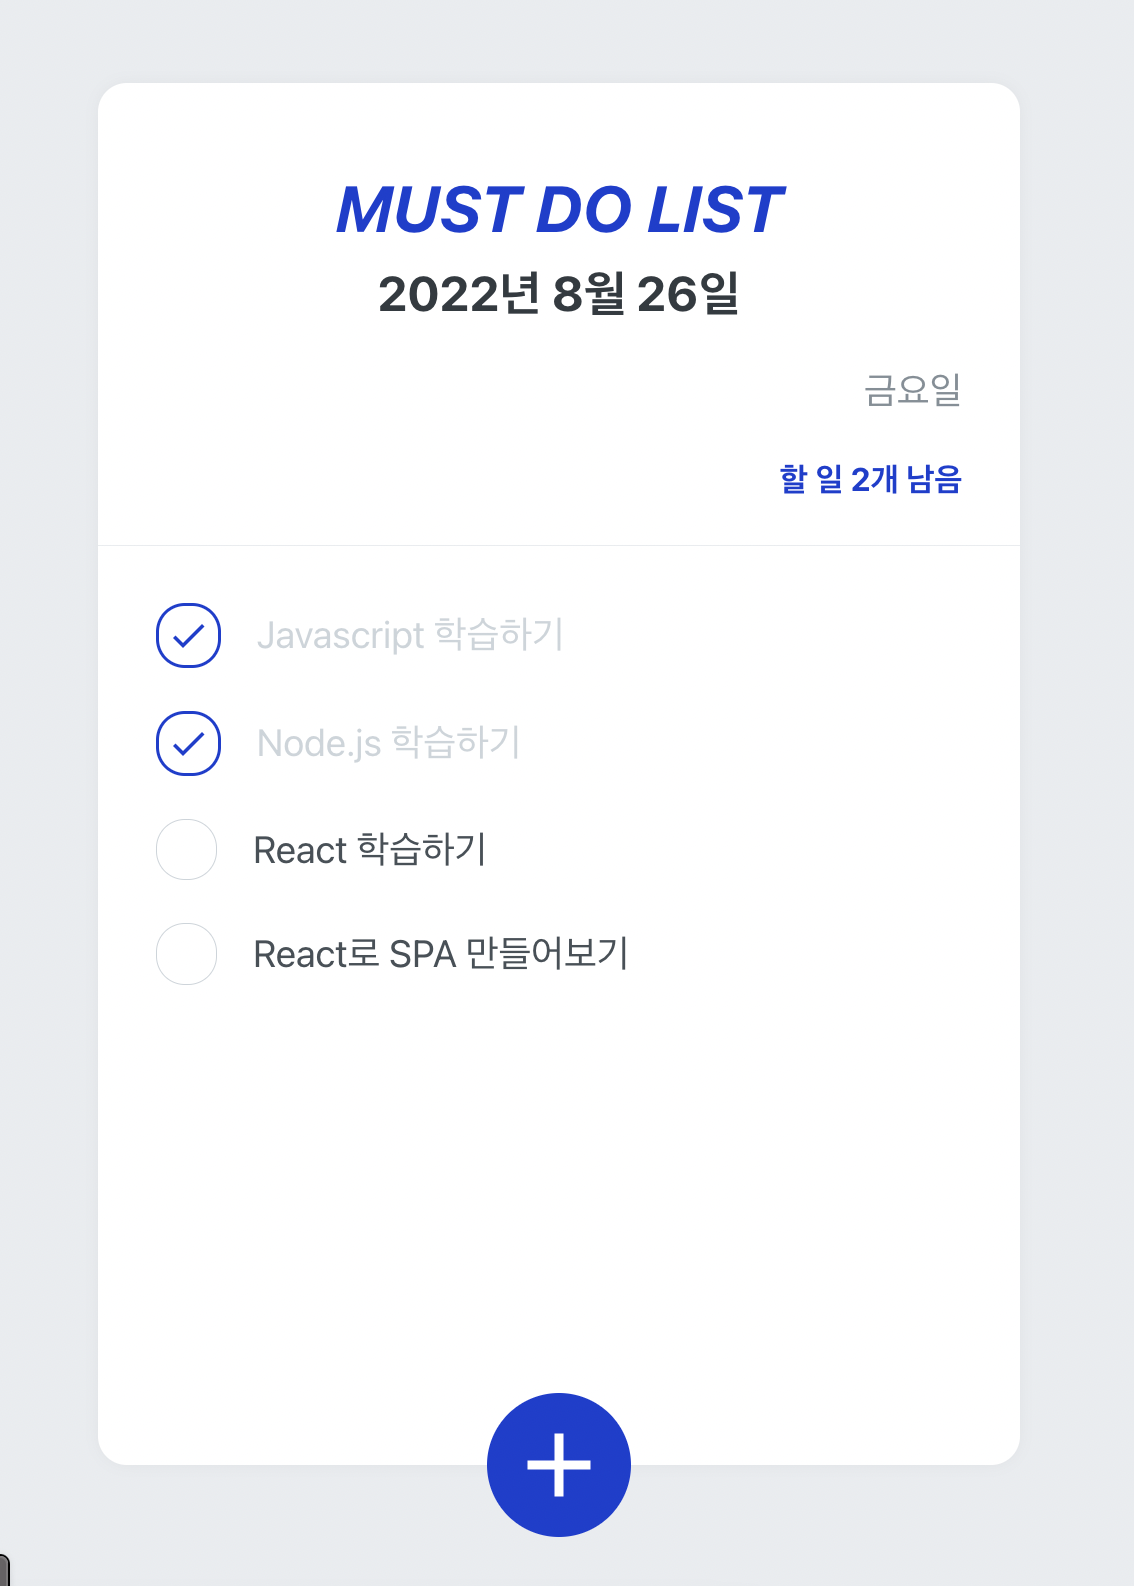 MUST DO LIST
2022년 8월 26일
금요일
할 일 2개 남음
Javascript 학습하기
Node.js 학습하기
React 학습하기
React로 SPA 만들어보기